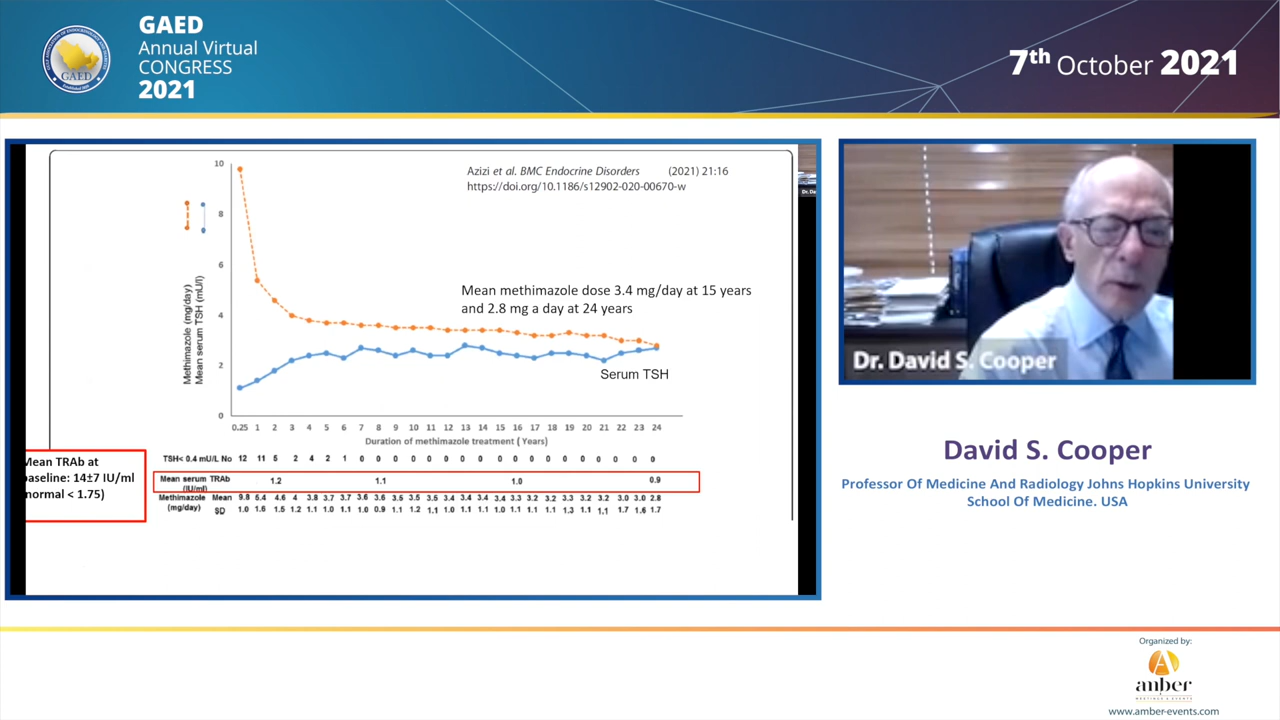 GAED
Annual Virtual
CONGRESS
2021
GAED
7th October 2021
Azizi et al. BMC Endocrine Disorders (2021) 21:16
https://doi.org/10.1186/s12902-020-00670-w
Mean methimazole dose 3.4 mg/day at 15 years
and 2.8 mg a day at 24 years
Serum TSH
Methimazole (mg/day)
Mean serum TSH (mU/l)
10
8
6
4
2
0
0.25 1 2 3 4 5 6 7 8 9 10 11 12 13 14 15 16 17 18 19 20 21 22 23 24
Duration of methimazole treatment ( Years)
TSH< 0.4 mU/L No 12 11 5 2 4 2 1 0 0 0 0 0 0 0 0 0 0 0 0 0 0 0 0 0 0
Mean serum TRAb 1.2 1.1 1.0 0.9
(IU/ml)
Methimazole Mean 9.8 5.4 4.6 4 3.8 3.7 3.7 3.6 3.6 3.5 3.5 3.5 3.4 3.4 3.4 3.4 3.3 3.2 3.2 3.3 3.2 3.2 3.0 3.0 2.8
(mg/day) SD 1.0 1.6 1.5 1.2 1.1 1.0 1.1 1.0 0.9 1.1 1.2 1.1 1.0 1.1 1.1 1.0 1.1 1.1 1.1 1.3 1.1 1.1 1.7 1.6 1.7
Mean TRAb at
baseline: 14±7 IU/ml
normal < 1.75)
Dr. Da
Dr. David S. Cooper
David S. Cooper
Professor Of Medicine And Radiology Johns Hopkins University
School Of Medicine. USA
Organized by:
anber
MEETINGS & EVENTS
www.amber-events.com